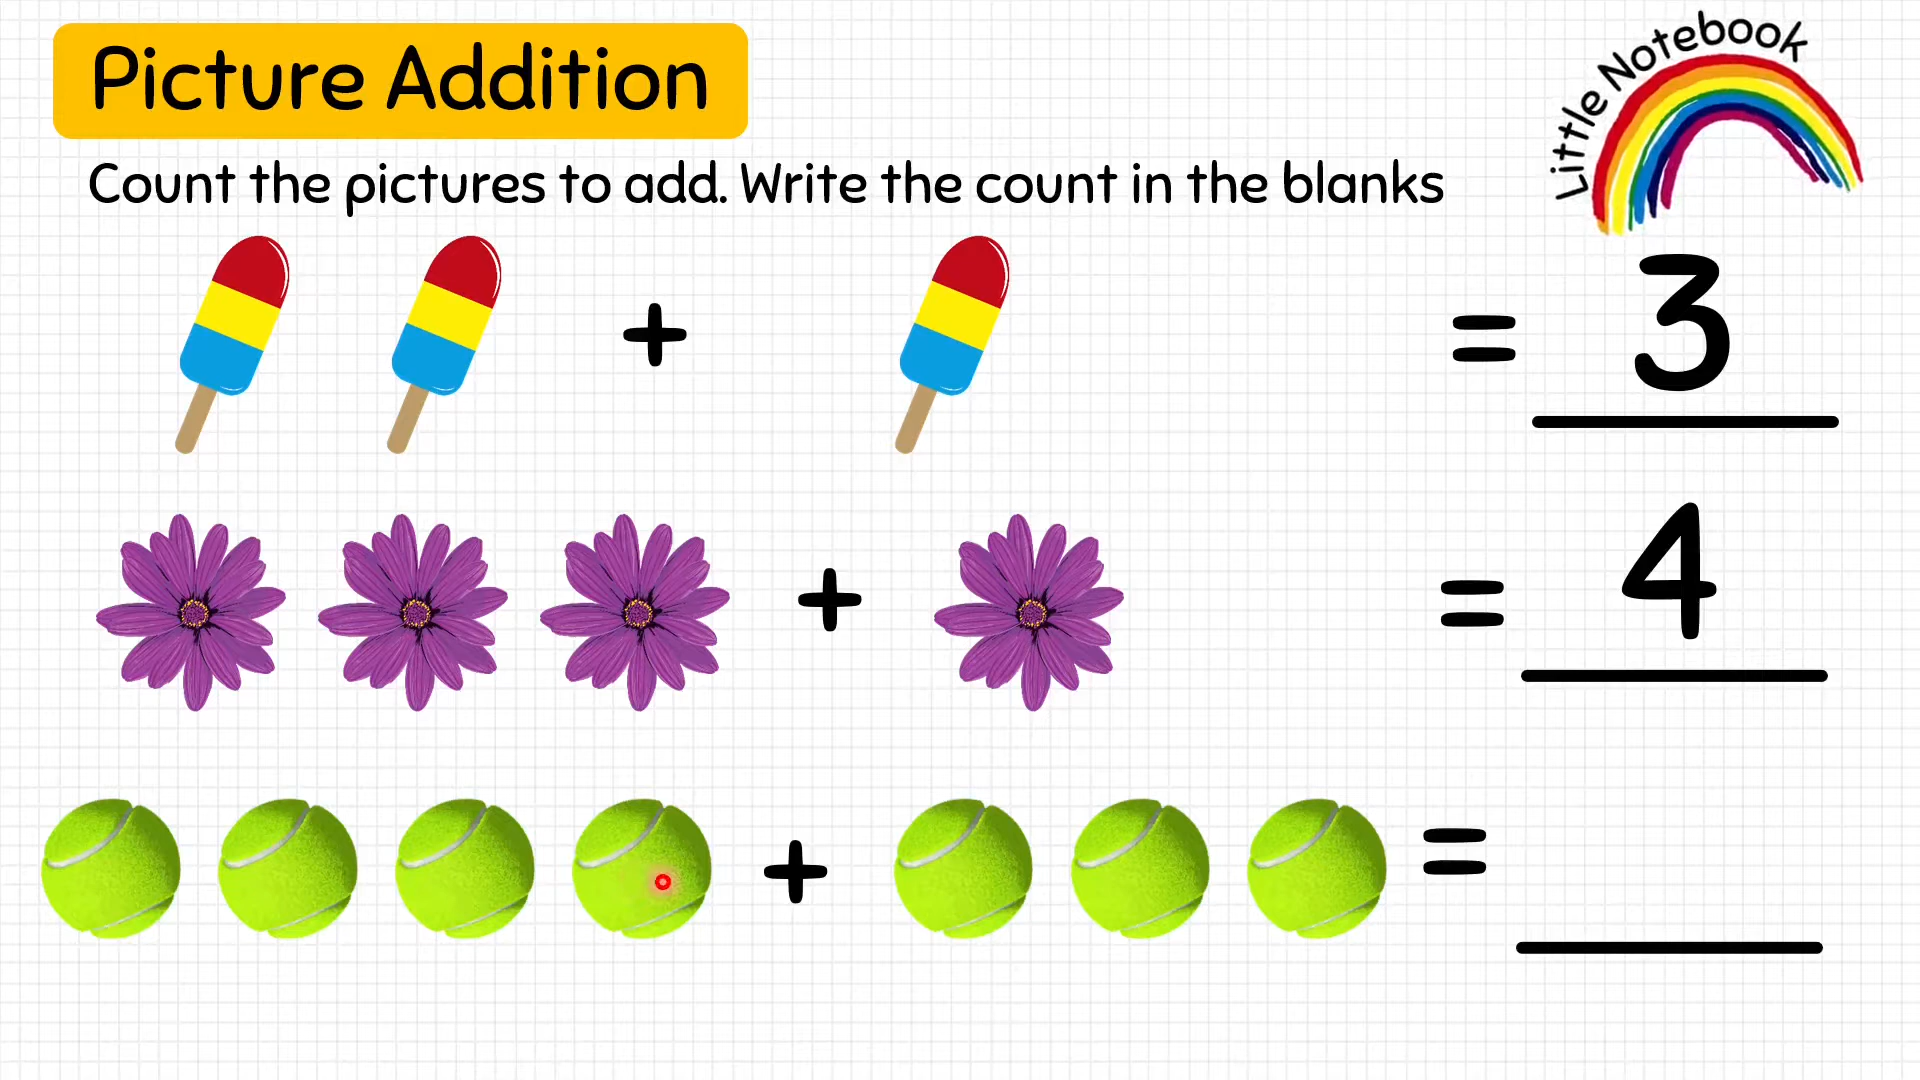 Picture Addition
Little Notebook
Count the pictures to add. Write the count in the blanks
+ = 3
+ = 4
+ =